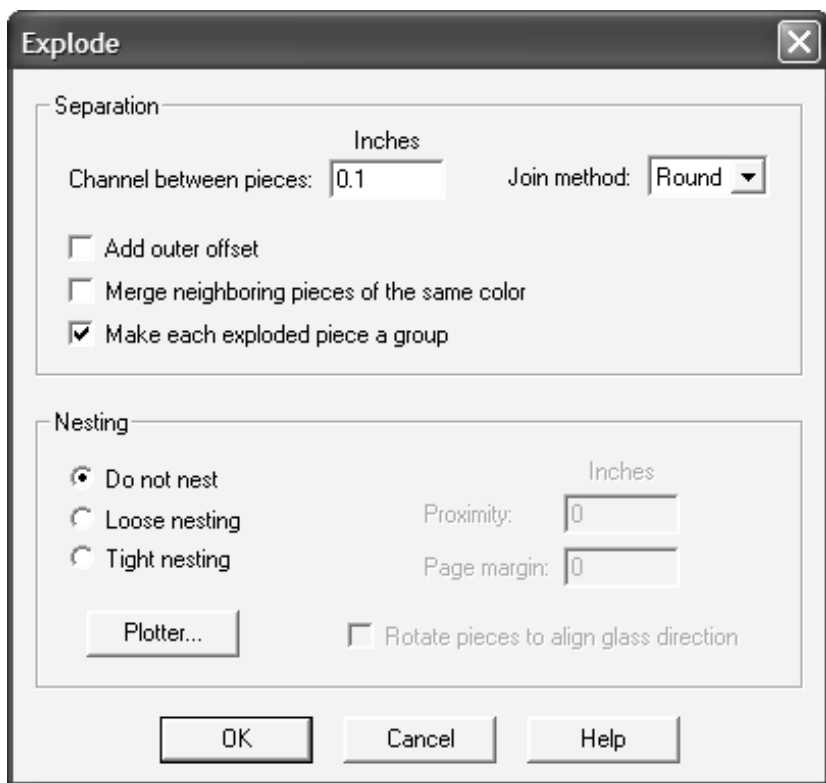 Explode
Separation
Inches
Channel between pieces: 0.1 Join method: Round
Add outer offset
Merge neighboring pieces of the same color
Make each exploded piece a group
Nesting
Do not nest
Inches
Loose nesting
Proximity: 0
Tight nesting
Page margin: 0
Plotter...
Rotate pieces to align glass direction
OK Cancel Help